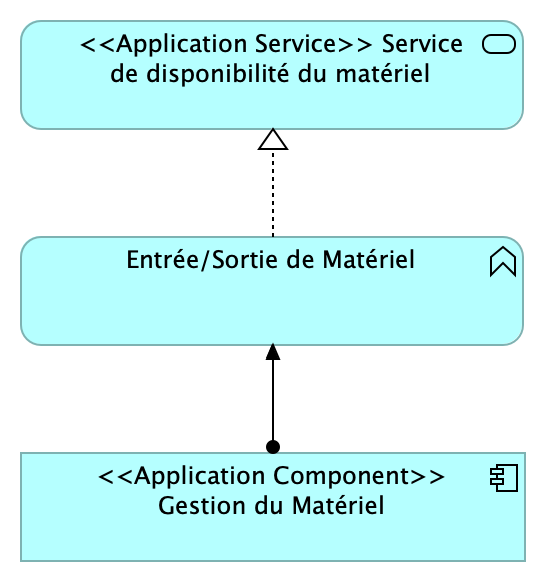 <<Application Service>> Service
de disponibilité du matériel
Entrée/Sortie de Matériel
<<Application Component>>
Gestion du Matériel